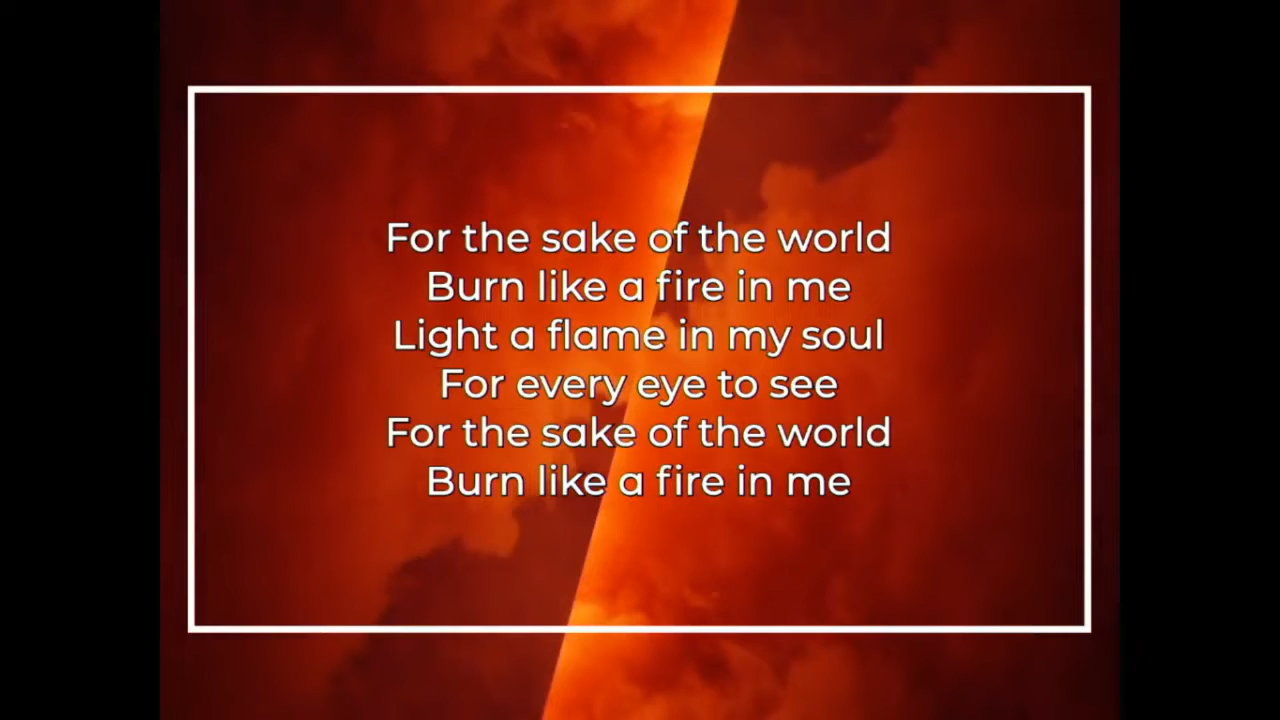 For the sake of the world
Burn like a fire in me
Light a flame in my soul
For every eye to see
For the sake of the world
Burn like a fire in me